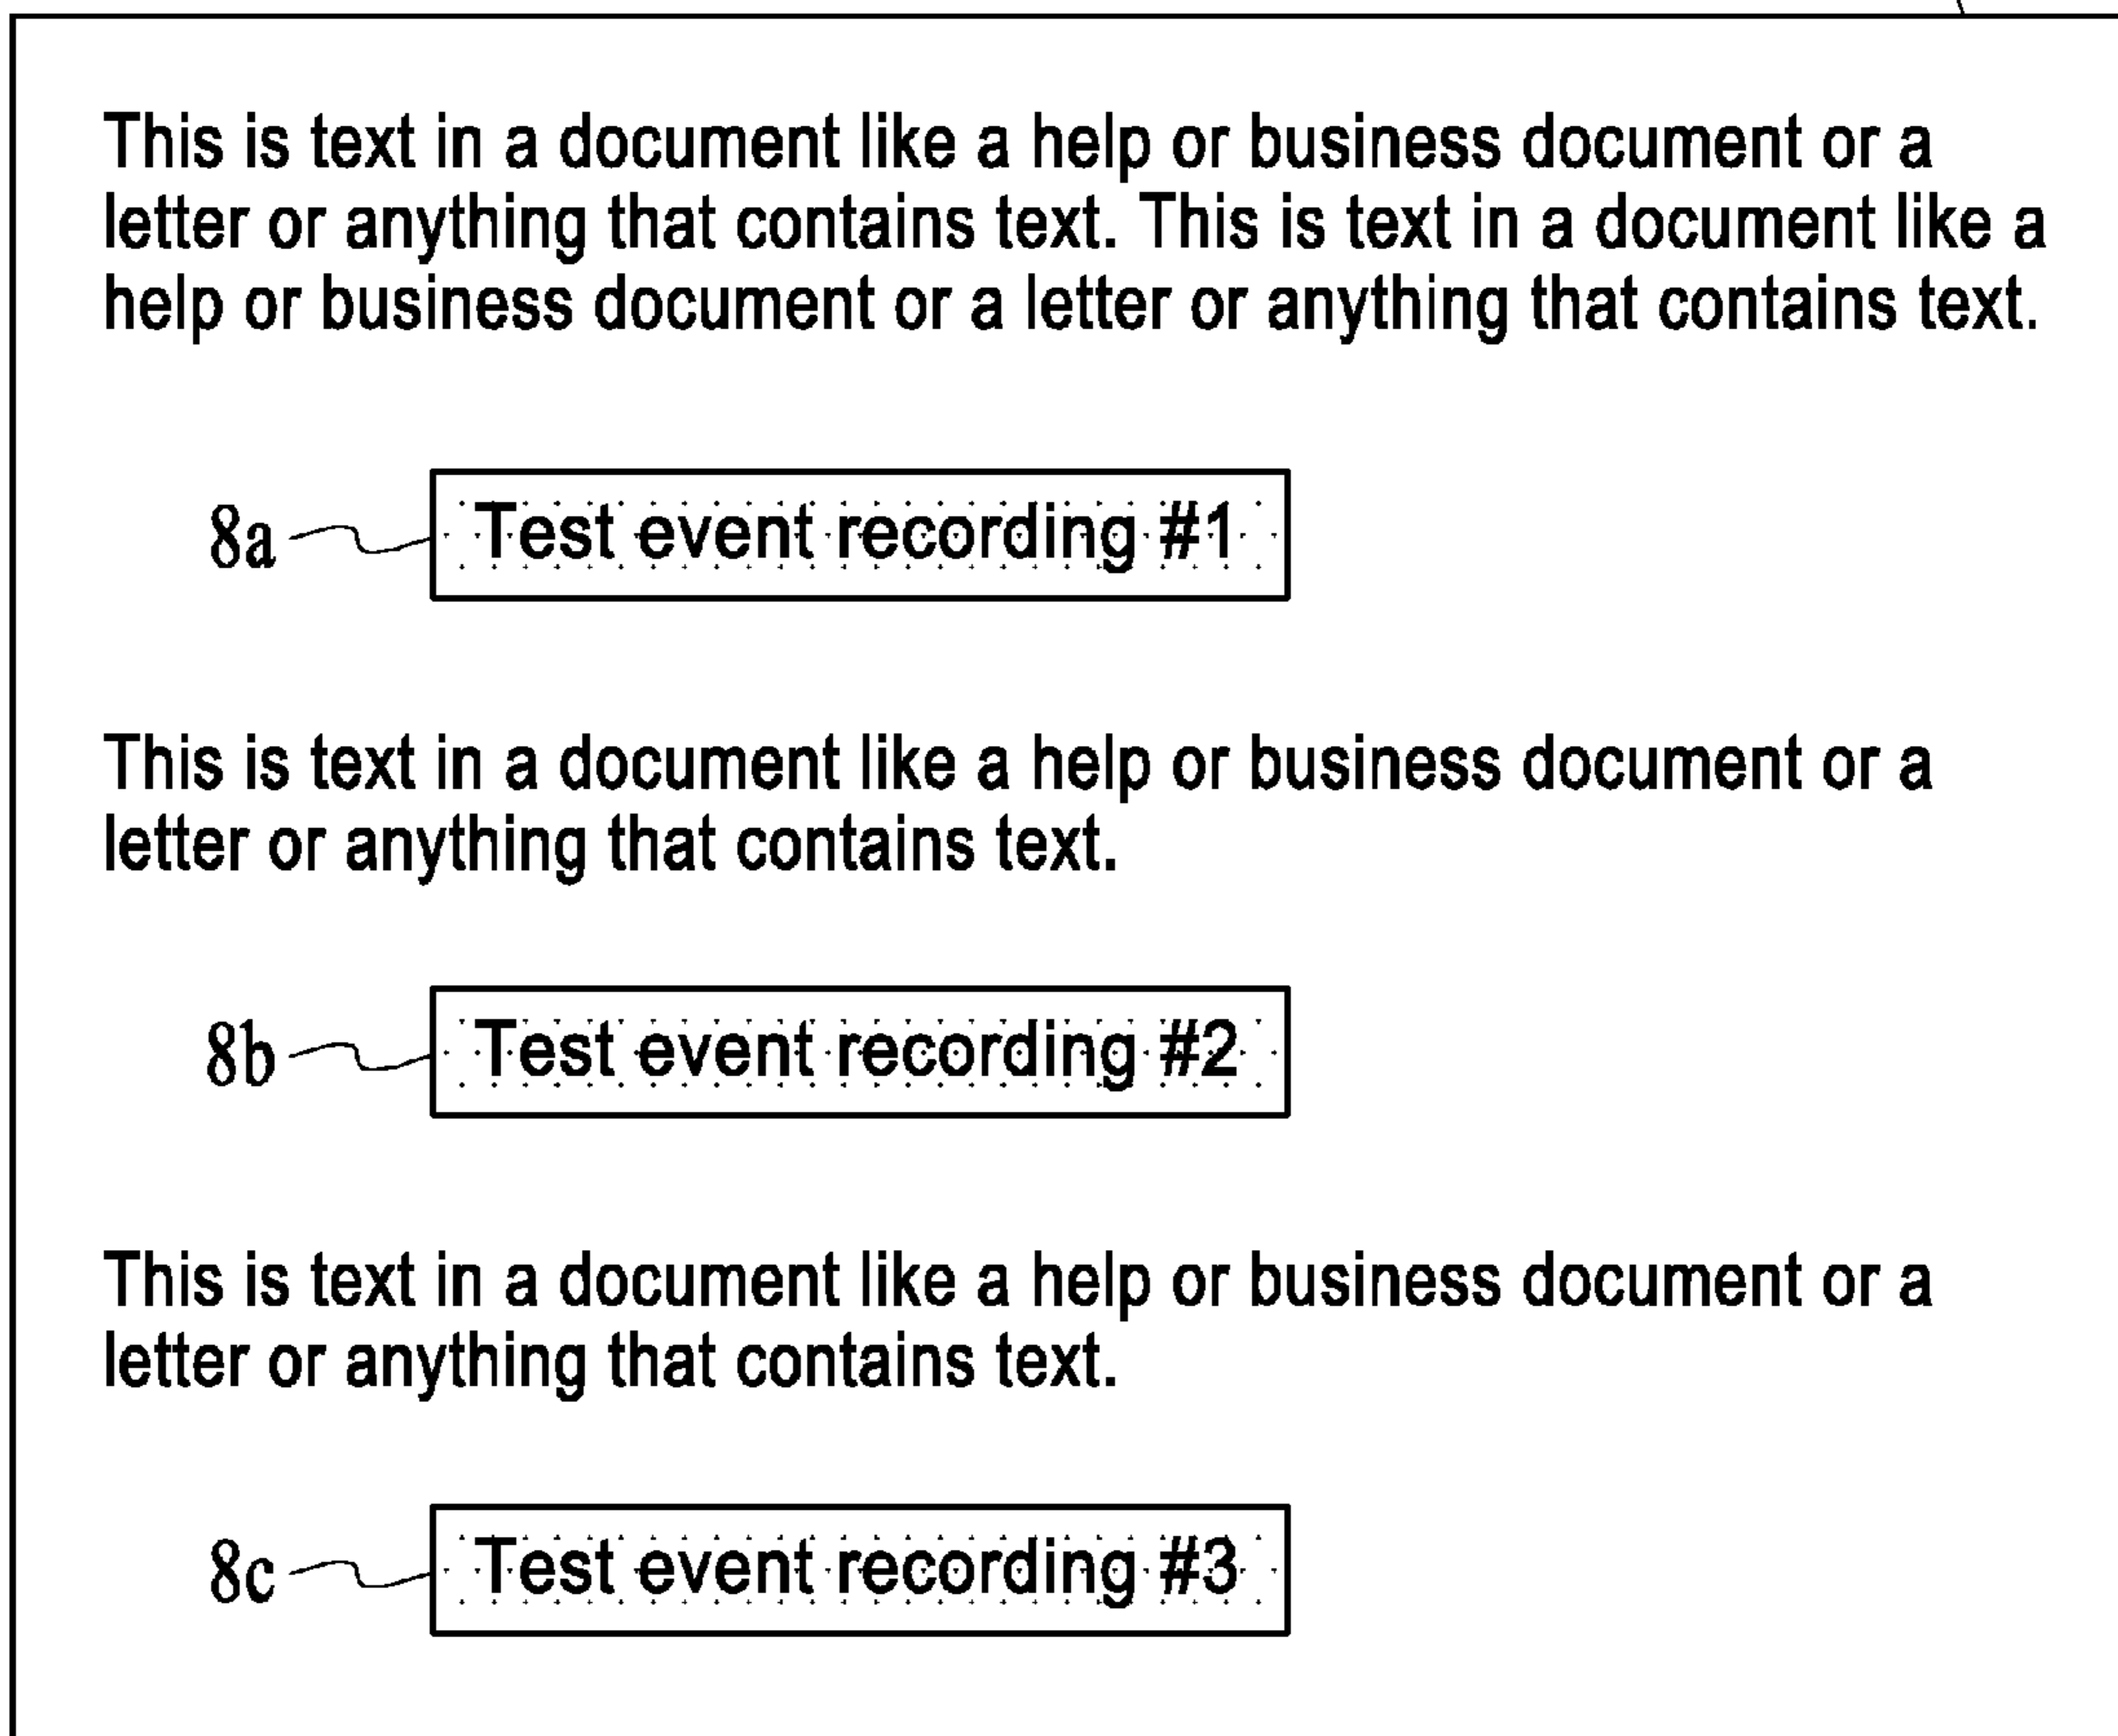 This is text in a document like a help or business document or a
letter or anything that contains text. This is text in a document like a
help or business document or a letter or anything that contains text.
8a Test event recording #1
This is text in a document like a help or business document or a
letter or anything that contains text.
8b Test event recording #2
This is text in a document like a help or business document or a
letter or anything that contains text.
8c Test event recording #3